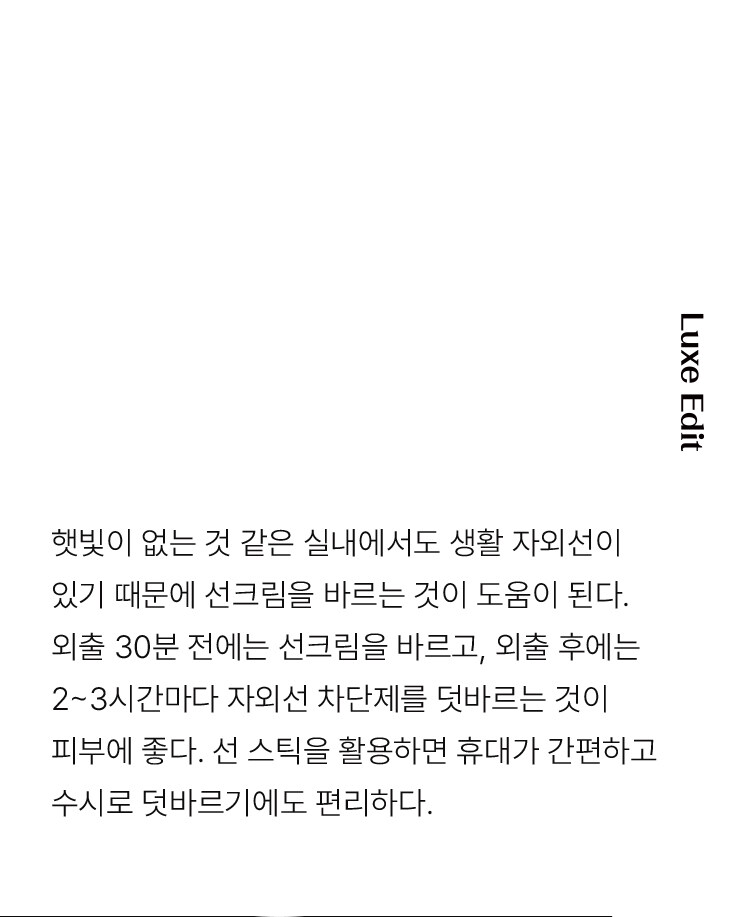 Luxe Edit
햇빛이 없는 것 같은 실내에서도 생활 자외선이
있기 때문에 선크림을 바르는 것이 도움이 된다.
외출 30분 전에는 선크림을 바르고, 외출 후에는
2~3시간마다 자외선 차단제를 덧바르는 것이
피부에 좋다. 선 스틱을 활용하면 휴대가 간편하고
수시로 덧바르기에도 편리하다.